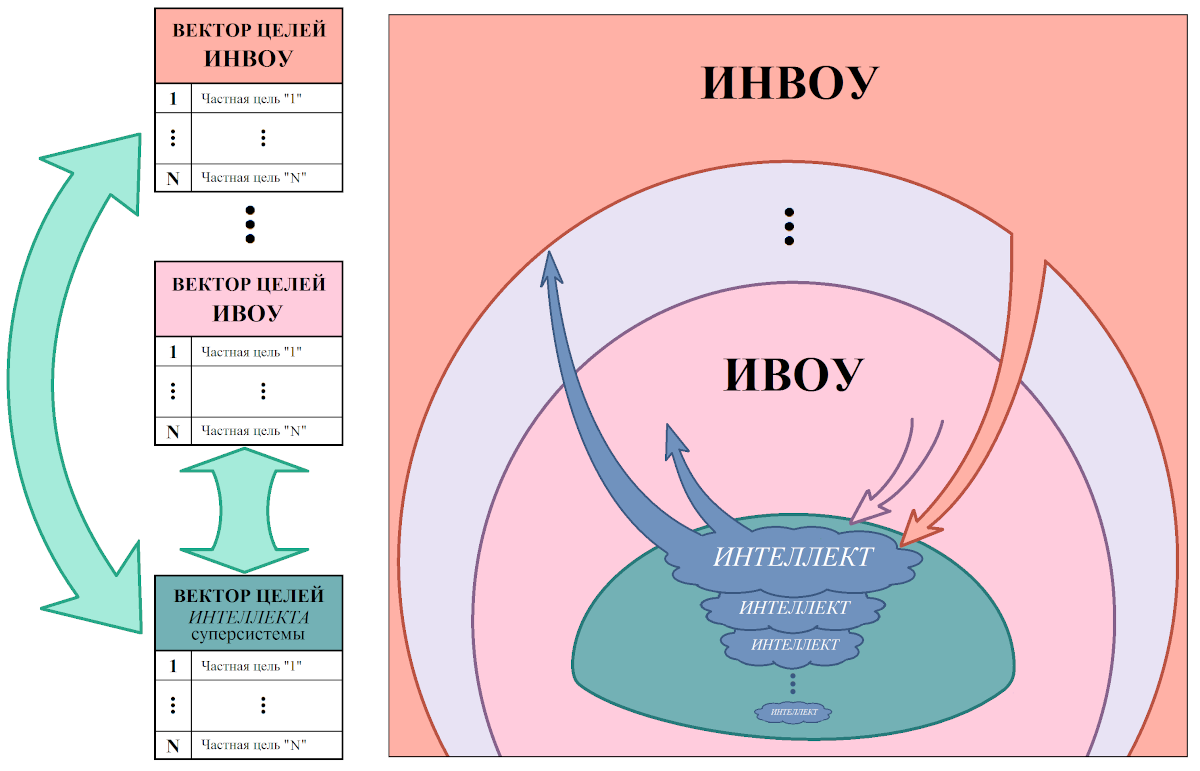 ВЕКТОР ЦЕЛЕЙ
ИНВОУ
1 Частная цель "1"
⋮ ⋮
N Частная цель "N"
⋮
ВЕКТОР ЦЕЛЕЙ
ИВОУ
1 Частная цель "1"
⋮ ⋮
N Частная цель "N"
ВЕКТОР ЦЕЛЕЙ
ИНТЕЛЛЕКТА
суперсистемы
1 Частная цель "1"
⋮ ⋮
N Частная цель "N"
ИНВОУ
⋮
ИВОУ
ИНТЕЛЛЕКТ
ИНТЕЛЛЕКТ
ИНТЕЛЛЕКТ
⋮
ИНТЕЛЛЕКТ